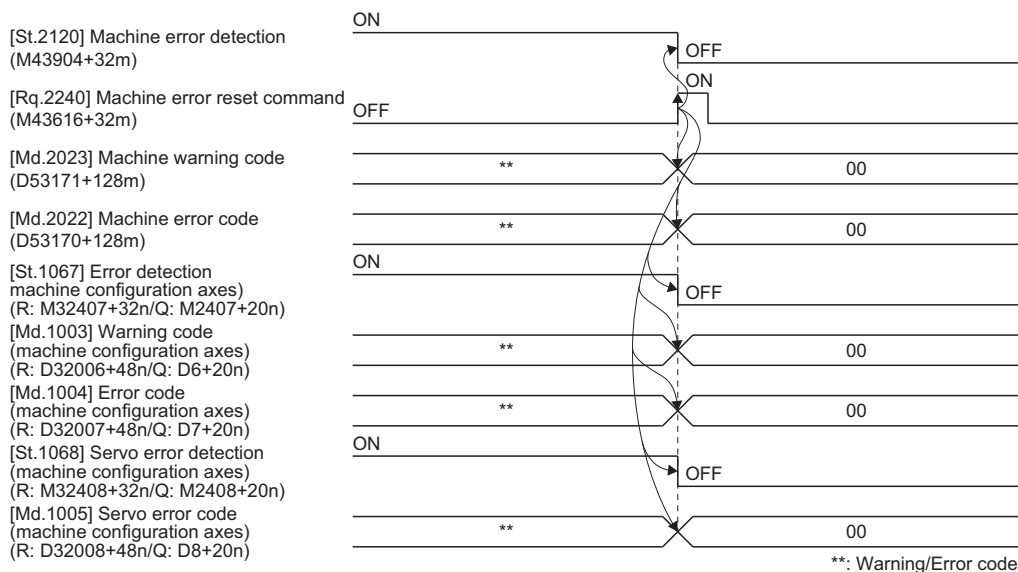 ON
[St.2120] Machine error detection
(M43904+32m)
OFF
ON
[Rq.2240] Machine error reset command
(M43616+32m)
OFF
[Md.2023] Machine warning code
(D53171+128m)
**
00
[Md.2022] Machine error code
(D53170+128m)
**
00
ON
[St.1067] Error detection
machine configuration axes)
(R: M32407+32n/Q: M2407+20n)
OFF
[Md.1003] Warning code
(machine configuration axes)
(R: D32006+48n/Q: D6+20n)
**
00
[Md.1004] Error code
(machine configuration axes)
(R: D32007+48n/Q: D7+20n)
**
00
ON
[St.1068] Servo error detection
(machine configuration axes)
(R: M32408+32n/Q: M2408+20n)
OFF
[Md.1005] Servo error code
(machine configuration axes)
(R: D32008+48n/Q: D8+20n)
**
00
**: Warning/Error code